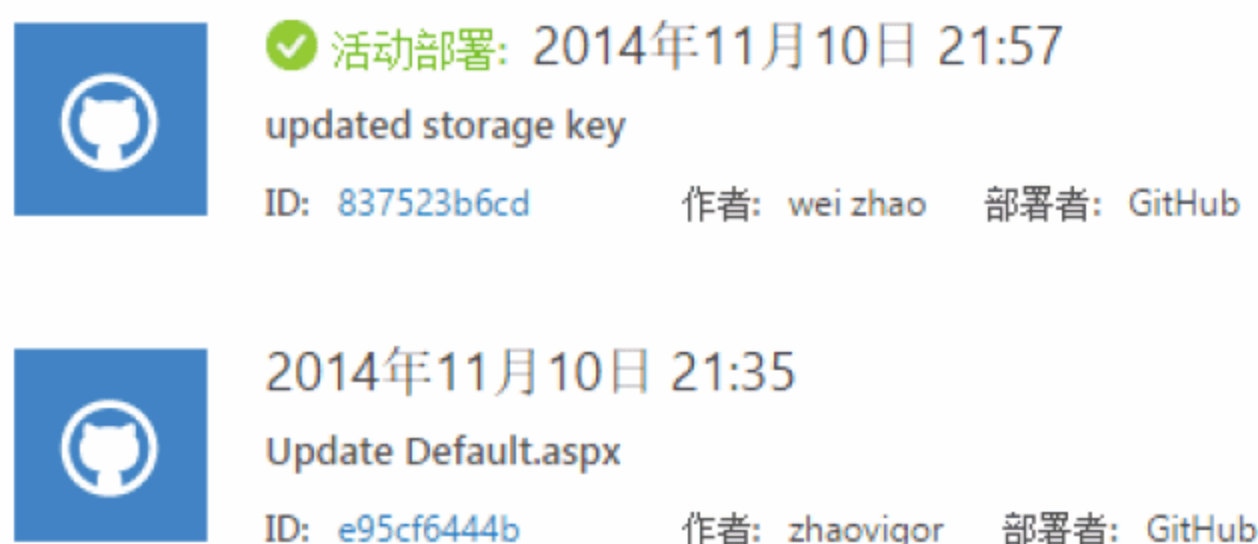 活动部署: 2014年11月10日 21:57
updated storage key
ID: 837523b6cd 作者: wei zhao 部署者: GitHub
2014年11月10日 21:35
Update Default.aspx
ID: e95cf6444b 作者: zhaovigor 部署者: GitHub